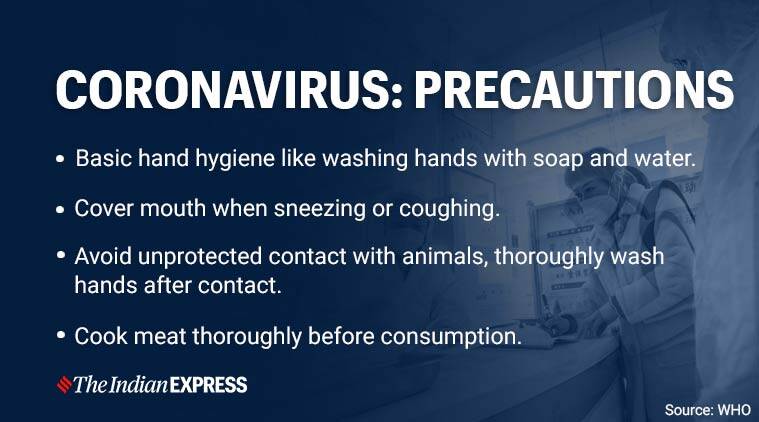 CORONAVIRUS: PRECAUTIONS
• Basic hand hygiene like washing hands with soap and water.
• Cover mouth when sneezing or coughing.
• Avoid unprotected contact with animals, thoroughly wash
hands after contact.
• Cook meat thoroughly before consumption.
The Indian EXPRESS
Source: WHO